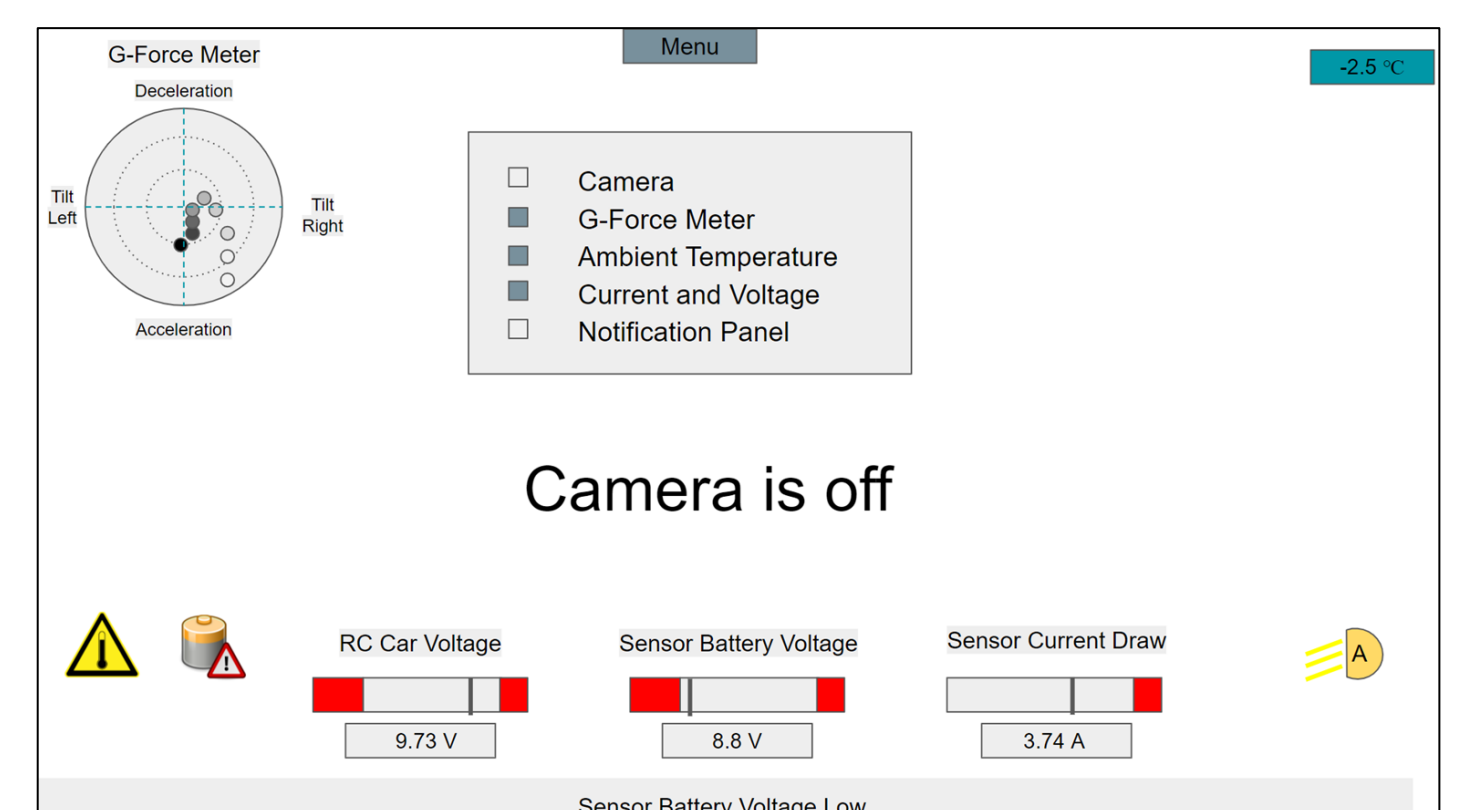 G-Force Meter
Menu
-2.5 °C
Deceleration
Tilt
Left
Tilt
Right
Acceleration
Camera
G-Force Meter
Ambient Temperature
Current and Voltage
Notification Panel
Camera is off
RC Car Voltage
Sensor Battery Voltage
Sensor Current Draw
A
9.73 V
8.8 V
3.74 A
Sensor Battery Voltage Low